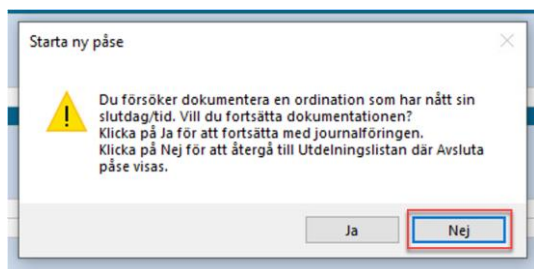 Starta ny påse
Du försöker dokumentera en ordination som har nått sin
slutdag/tid. Vill du fortsätta dokumentationen?
Klicka på Ja för att fortsätta med journalföringen.
Klicka på Nej för att återgå till Utdelningslistan där Avsluta
påse visas.
Ja
Nej